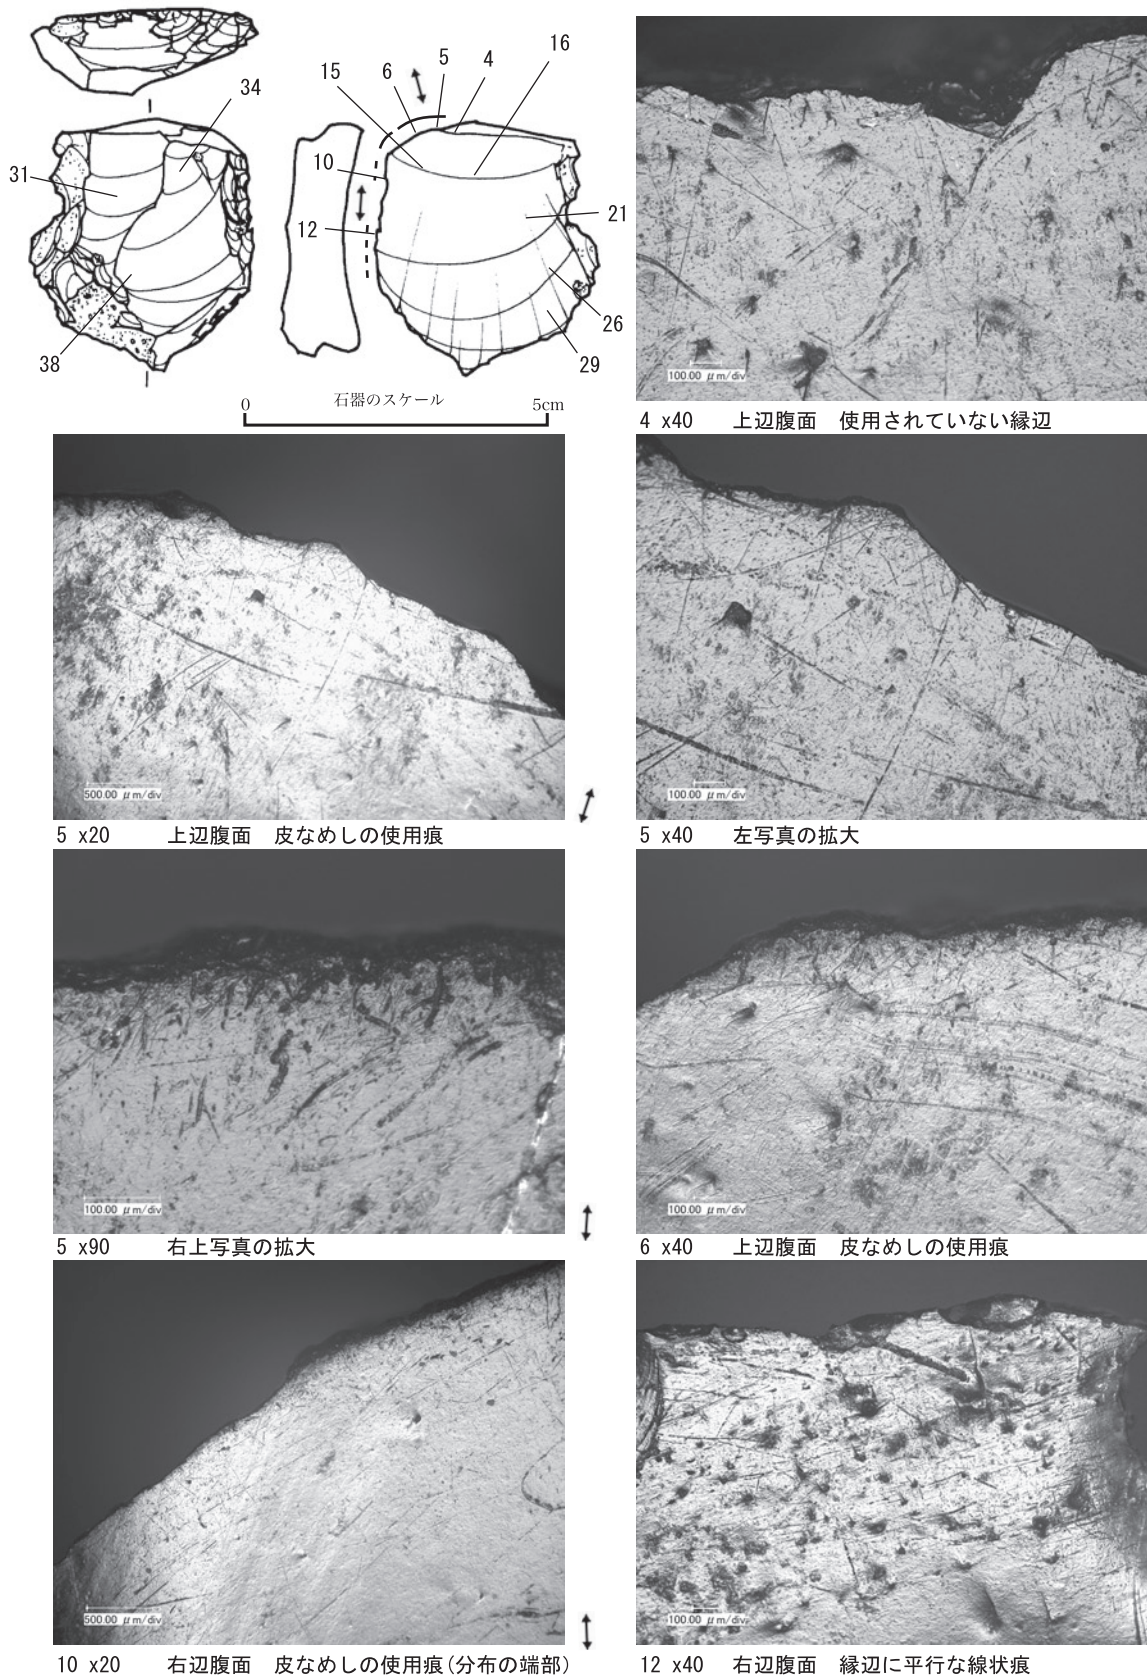 34
31
38
15
6
5
4
16
10
12
21
26
29
0 石器のスケール 5cm
100.00 μm/div
4 x40 上辺腹面 使用されていない縁辺
500.00 μm/div
5 x20 上辺腹面 皮なめしの使用痕
100.00 μm/div
5 x40 左写真の拡大
100.00 μm/div
5 x90 右上写真の拡大
100.00 μm/div
6 x40 上辺腹面 皮なめしの使用痕
500.00 μm/div
10 x20 右辺腹面 皮なめしの使用痕(分布の端部)
100.00 μm/div
12 x40 右辺腹面 縁辺に平行な線状痕